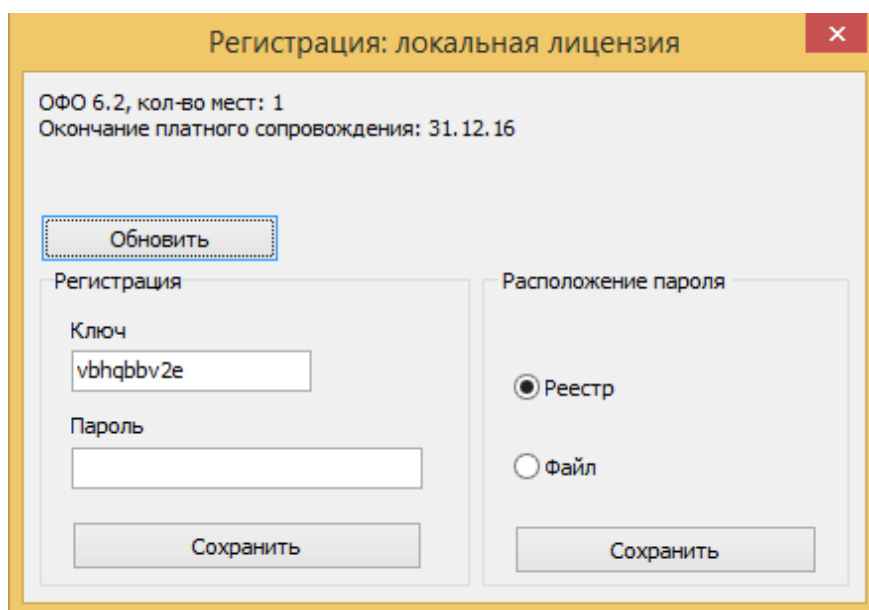 Регистрация: локальная лицензия
ОФО 6.2, кол-во мест: 1
Окончание платного сопровождения: 31.12.16
Обновить
Регистрация
Ключ
vbhqbbv2e
Пароль
Сохранить
Расположение пароля
Реестр
Файл
Сохранить